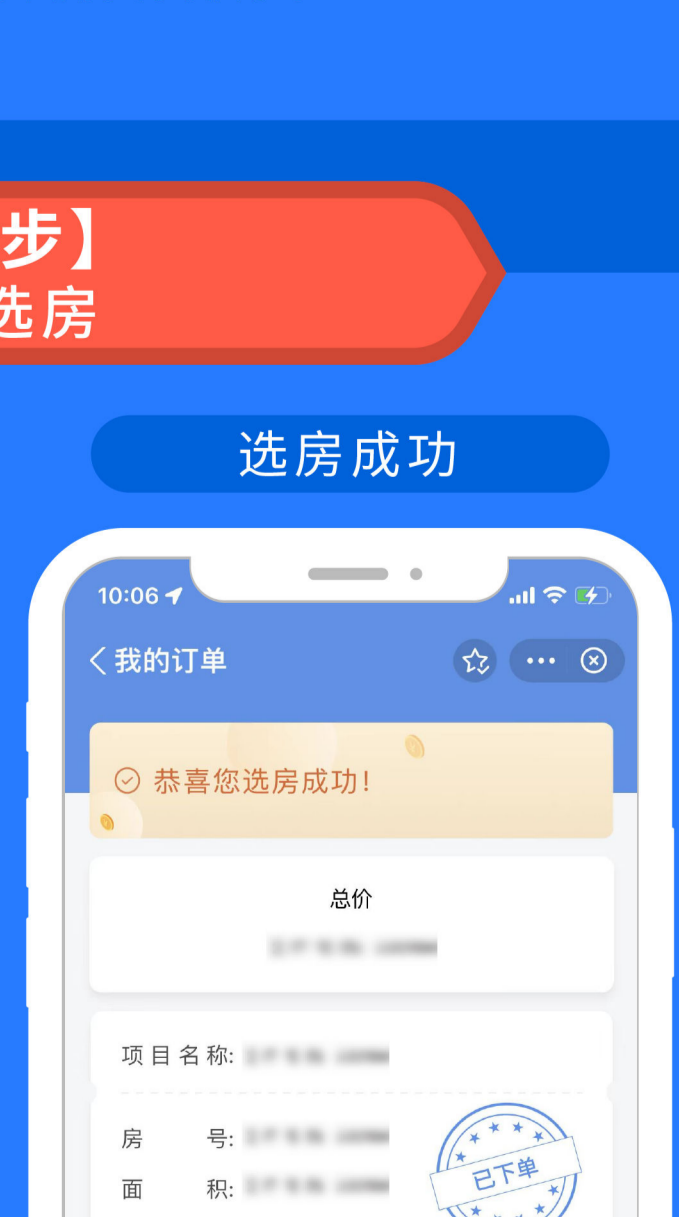 步】
选房
选房成功
10:06
我的订单
恭喜您选房成功!
总价
项目名称:
房 号:
面 积:
已下单